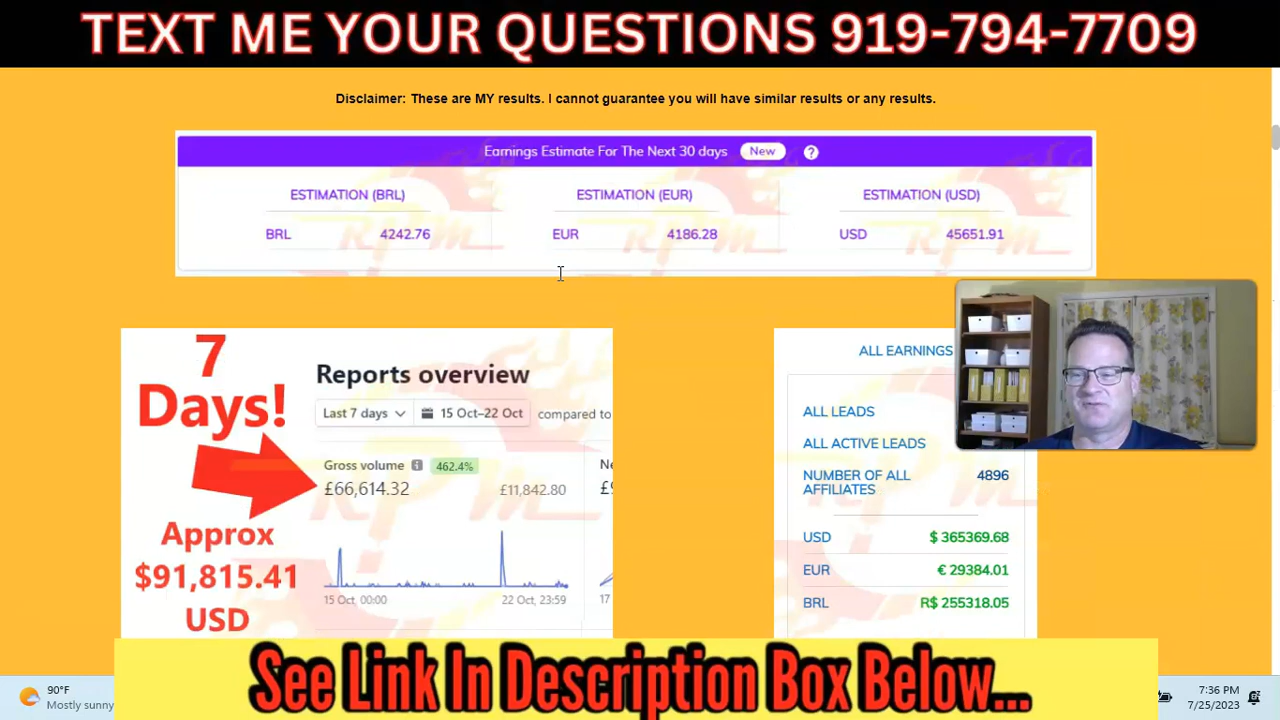 TEXT ME YOUR QUESTIONS 919-794-7709
Disclaimer: These are MY results. I cannot guarantee you will have similar results or any results.
Earnings Estimate For The Next 30 days New ?
ESTIMATION (BRL) ESTIMATION (EUR) ESTIMATION (USD)
BRL 4242.76 EUR 4186.28 USD 45651.91
7
Days!
Approx
$91,815.41
USD
Reports overview
Last 7 days 15 Oct–22 Oct compared to
Gross volume 462.4%
£66,614.32 £11,842.80
15 Oct, 00:00 22 Oct, 23:59 17
ALL EARNINGS
ALL LEADS
ALL ACTIVE LEADS
NUMBER OF ALL 4896
AFFILIATES
USD $ 365369.68
EUR € 29384.01
BRL R$ 255318.05
See Link In Description Box Below...
90°F
Mostly sunny
7:36 PM
7/25/2023